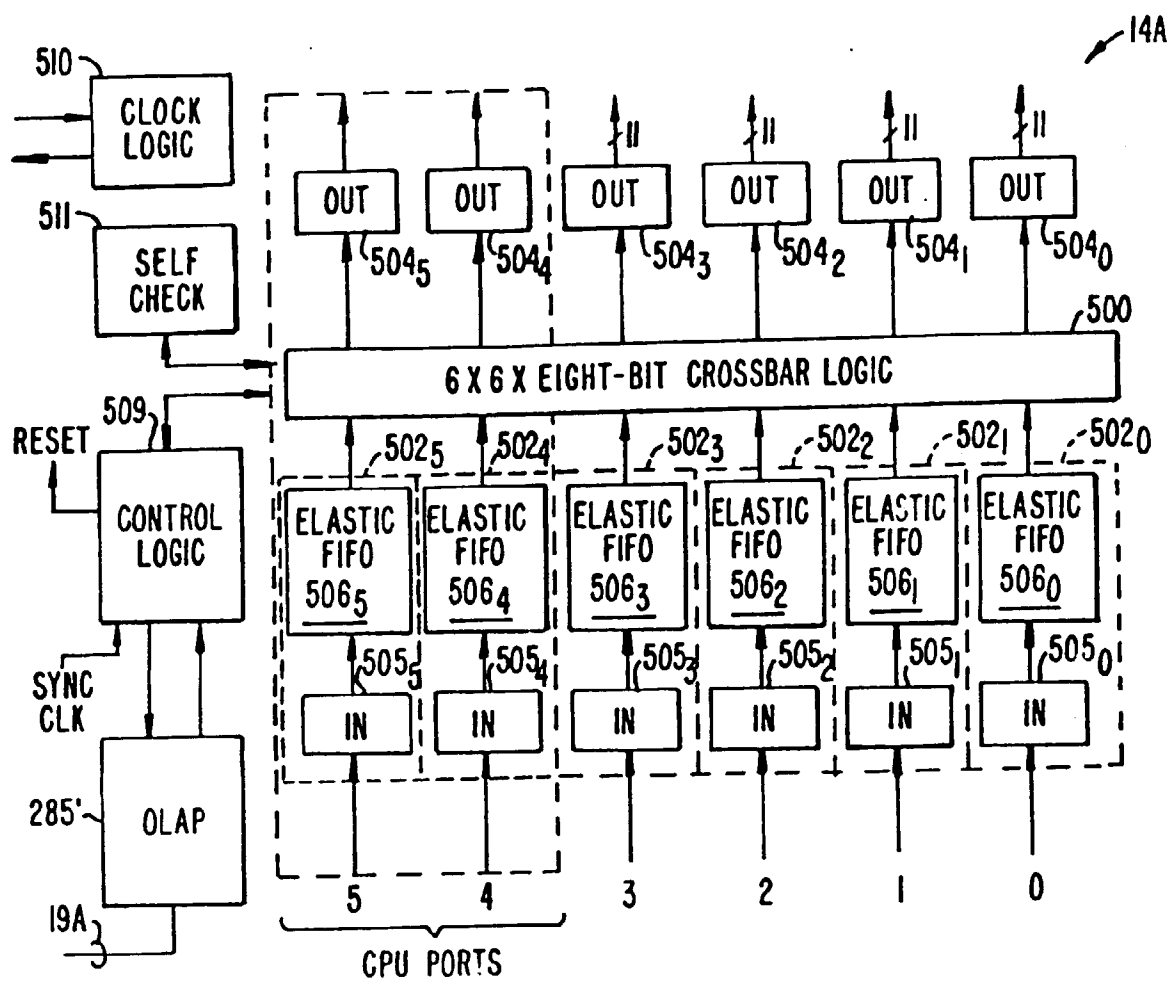 14A
510
CLOCK
LOGIC
11 11 11 11
OUT OUT OUT OUT OUT OUT
504₅ 504₄ 504₃ 504₂ 504₁ 504₀
511
SELF
CHECK
500
6 X 6 X EIGHT-BIT CROSSBAR LOGIC
509
RESET
502₅ 502₄ 502₃ 502₂ 502₁ 502₀
CONTROL
LOGIC
ELASTIC ELASTIC ELASTIC ELASTIC ELASTIC ELASTIC
FIFO FIFO FIFO FIFO FIFO FIFO
506₅ 506₄ 506₃ 506₂ 506₁ 506₀
505₅ 505₄ 505₃ 505₂ 505₁ 505₀
SYNC
CLK
IN IN IN IN IN IN
285'
OLAP
5 4 3 2 1 0
19A
CPU PORTS